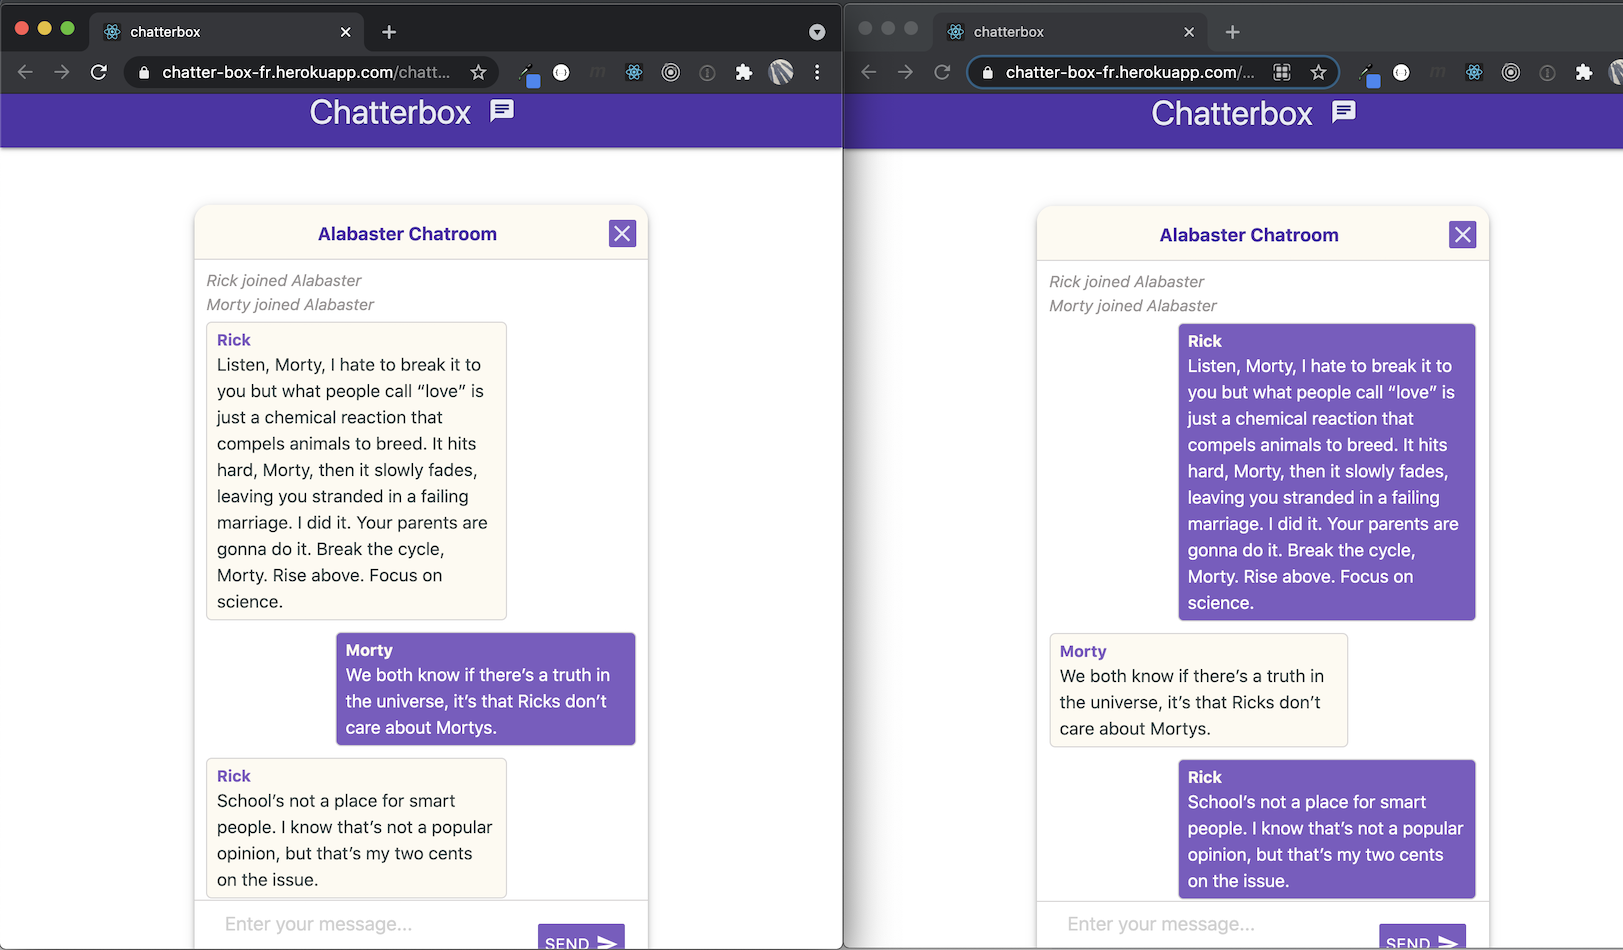 chatterbox
chatter-box-fr.herokuapp.com/chatt...
Chatterbox
Alabaster Chatroom
Rick joined Alabaster
Morty joined Alabaster
Rick
Listen, Morty, I hate to break it to
you but what people call “love” is
just a chemical reaction that
compels animals to breed. It hits
hard, Morty, then it slowly fades,
leaving you stranded in a failing
marriage. I did it. Your parents are
gonna do it. Break the cycle,
Morty. Rise above. Focus on
science.
Morty
We both know if there’s a truth in
the universe, it’s that Ricks don’t
care about Mortys.
Rick
School’s not a place for smart
people. I know that’s not a popular
opinion, but that’s my two cents
on the issue.
Enter your message...
SEND
chatterbox
chatter-box-fr.herokuapp.com/...
Chatterbox
Alabaster Chatroom
Rick joined Alabaster
Morty joined Alabaster
Rick
Listen, Morty, I hate to break it to
you but what people call “love” is
just a chemical reaction that
compels animals to breed. It hits
hard, Morty, then it slowly fades,
leaving you stranded in a failing
marriage. I did it. Your parents are
gonna do it. Break the cycle,
Morty. Rise above. Focus on
science.
Morty
We both know if there’s a truth in
the universe, it’s that Ricks don’t
care about Mortys.
Rick
School’s not a place for smart
people. I know that’s not a popular
opinion, but that’s my two cents
on the issue.
Enter your message...
SEND